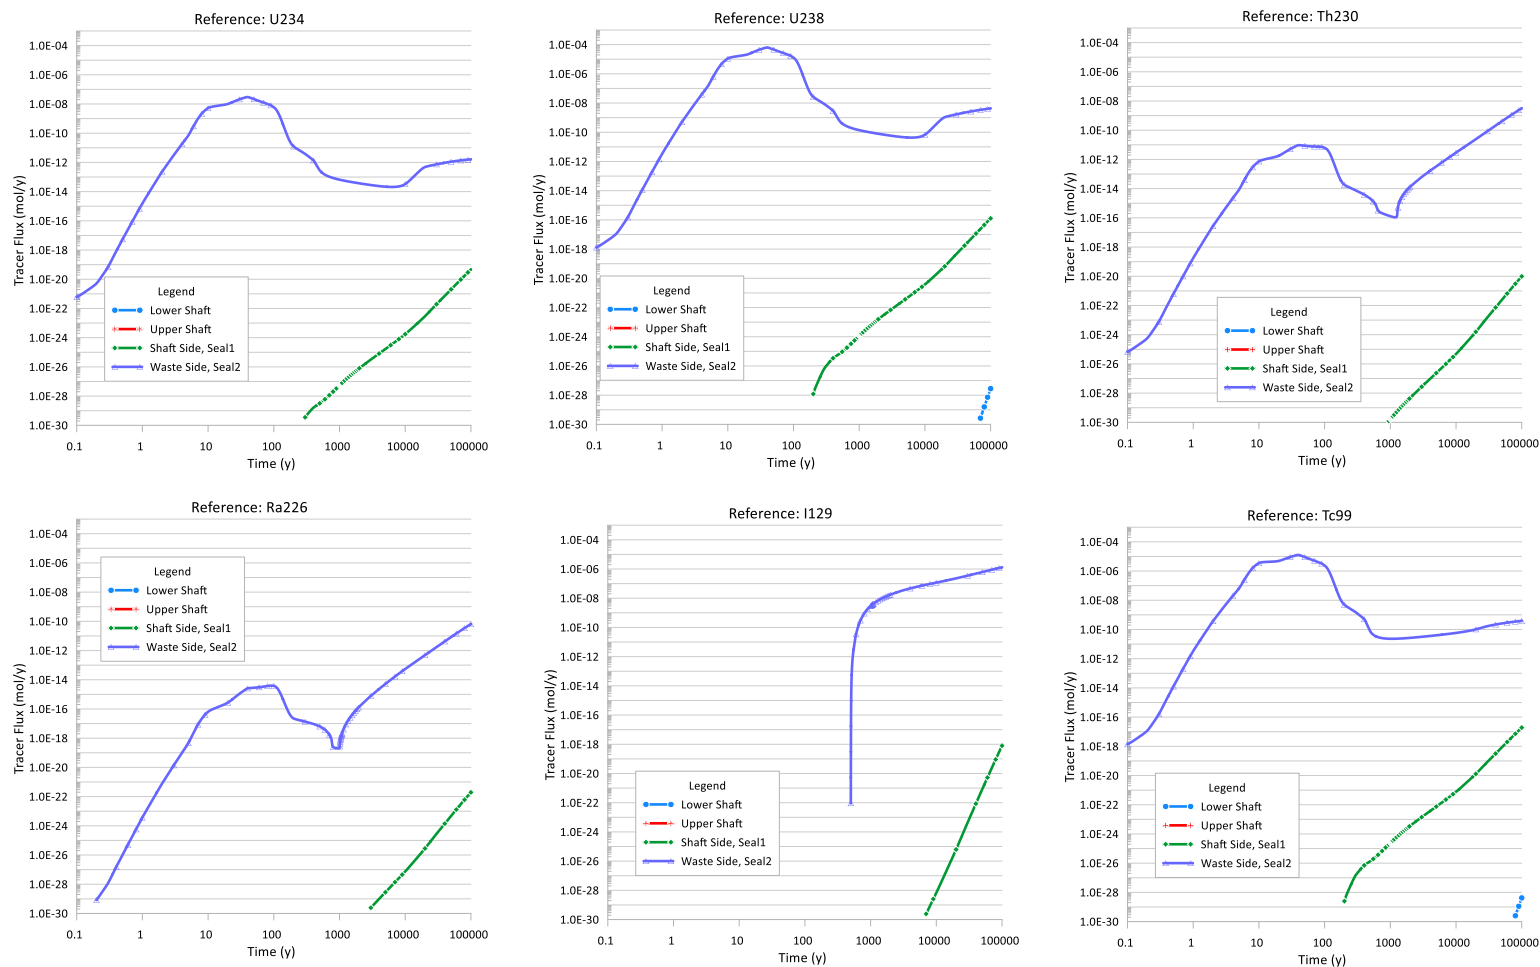 Reference: U234
Tracer Flux (mol/y)
1.0E-04
1.0E-06
1.0E-08
1.0E-10
1.0E-12
1.0E-14
1.0E-16
1.0E-18
1.0E-20
1.0E-22
1.0E-24
1.0E-26
1.0E-28
1.0E-30
Legend
Lower Shaft
Upper Shaft
Shaft Side, Seal1
Waste Side, Seal2
0.1 1 10 100 1000 10000 100000
Time (y)
Reference: U238
Tracer Flux (mol/y)
1.0E-04
1.0E-06
1.0E-08
1.0E-10
1.0E-12
1.0E-14
1.0E-16
1.0E-18
1.0E-20
1.0E-22
1.0E-24
1.0E-26
1.0E-28
1.0E-30
Legend
Lower Shaft
Upper Shaft
Shaft Side, Seal1
Waste Side, Seal2
0.1 1 10 100 1000 10000 100000
Time (y)
Reference: Th230
Tracer Flux (mol/y)
1.0E-04
1.0E-06
1.0E-08
1.0E-10
1.0E-12
1.0E-14
1.0E-16
1.0E-18
1.0E-20
1.0E-22
1.0E-24
1.0E-26
1.0E-28
1.0E-30
Legend
Lower Shaft
Upper Shaft
Shaft Side, Seal1
Waste Side, Seal2
0.1 1 10 100 1000 10000 100000
Time (y)
Reference: Ra226
Tracer Flux (mol/y)
1.0E-04
1.0E-06
1.0E-08
1.0E-10
1.0E-12
1.0E-14
1.0E-16
1.0E-18
1.0E-20
1.0E-22
1.0E-24
1.0E-26
1.0E-28
1.0E-30
Legend
Lower Shaft
Upper Shaft
Shaft Side, Seal1
Waste Side, Seal2
0.1 1 10 100 1000 10000 100000
Time (y)
Reference: I129
Tracer Flux (mol/y)
1.0E-04
1.0E-06
1.0E-08
1.0E-10
1.0E-12
1.0E-14
1.0E-16
1.0E-18
1.0E-20
1.0E-22
1.0E-24
1.0E-26
1.0E-28
1.0E-30
Legend
Lower Shaft
Upper Shaft
Shaft Side, Seal1
Waste Side, Seal2
0.1 1 10 100 1000 10000 100000
Time (y)
Reference: Tc99
Tracer Flux (mol/y)
1.0E-04
1.0E-06
1.0E-08
1.0E-10
1.0E-12
1.0E-14
1.0E-16
1.0E-18
1.0E-20
1.0E-22
1.0E-24
1.0E-26
1.0E-28
1.0E-30
Legend
Lower Shaft
Upper Shaft
Shaft Side, Seal1
Waste Side, Seal2
0.1 1 10 100 1000 10000 100000
Time (y)